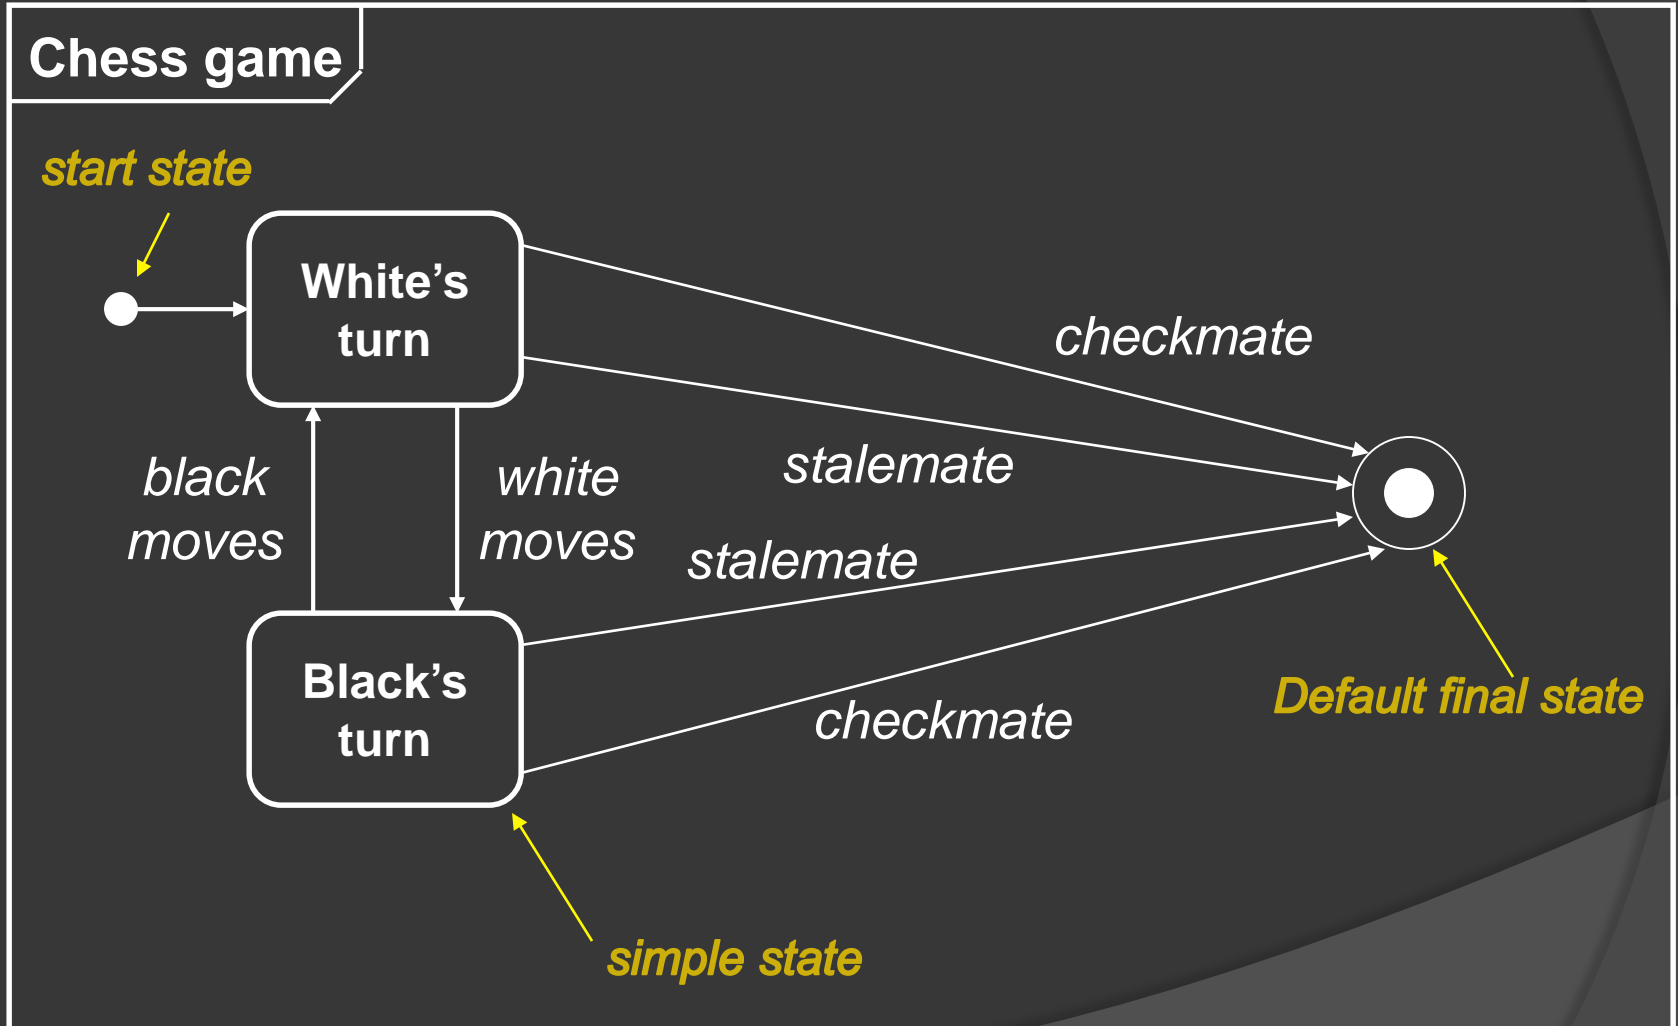 Chess game
start state
White’s
turn
checkmate
black
moves
white
moves
stalemate
stalemate
Black’s
turn
checkmate
Default final state
simple state